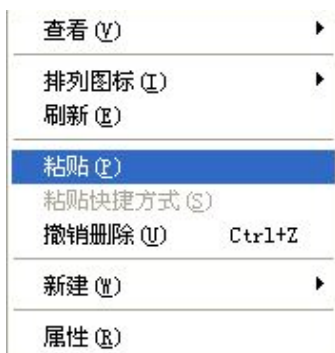 查看(V)
排列图标(I)
刷新(E)
粘贴(P)
粘贴快捷方式(S)
撤销删除(U) Ctrl+Z
新建(W)
属性(R)